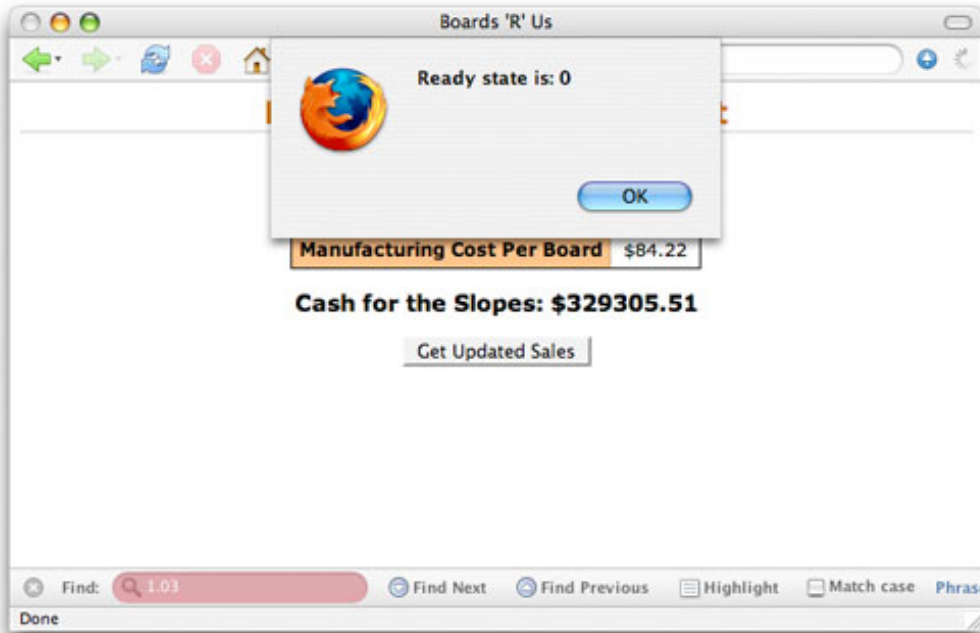 Boards 'R' Us
Ready state is: 0
OK
Manufacturing Cost Per Board $84.22
Cash for the Slopes: $329305.51
Get Updated Sales
Find: 1.03 Find Next Find Previous Highlight Match case Phras
Done